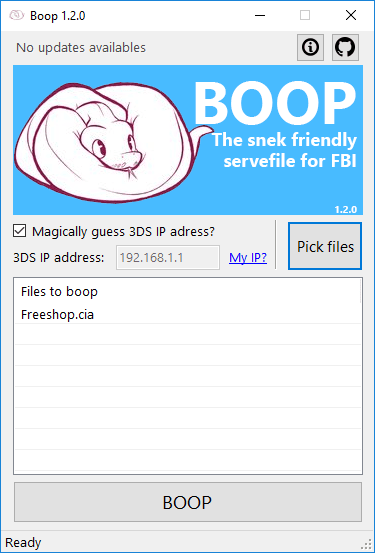 Boop 1.2.0
No updates availables
BOOP
The snek friendly
servefile for FBI
1.2.0
Magically guess 3DS IP adress?
3DS IP address:
192.168.1.1
My IP?
Pick files
Files to boop
Freeshop.cia
BOOP
Ready